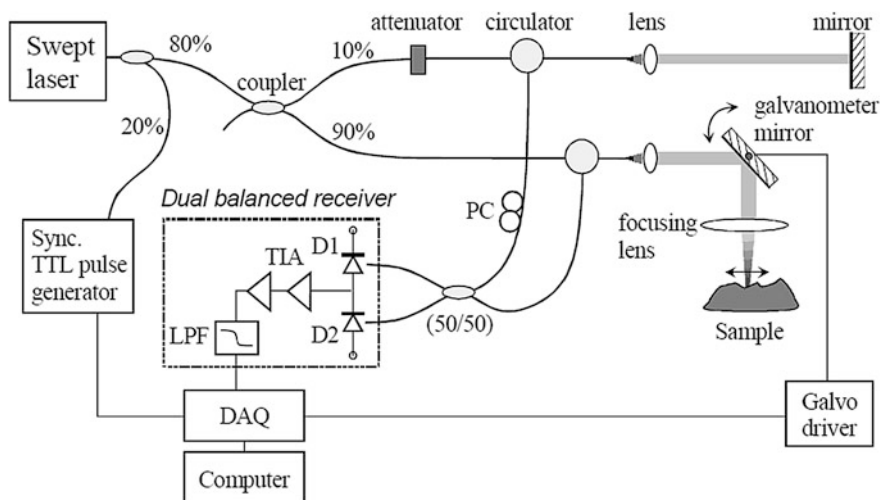 attenuator
circulator
lens
mirror
Swept
laser
80%
10%
coupler
20%
90%
galvanometer
mirror
Dual balanced receiver
PC
focusing
lens
Sync.
TTL pulse
generator
TIA
D1
D2
LPF
(50/50)
Sample
DAQ
Galvo
driver
Computer